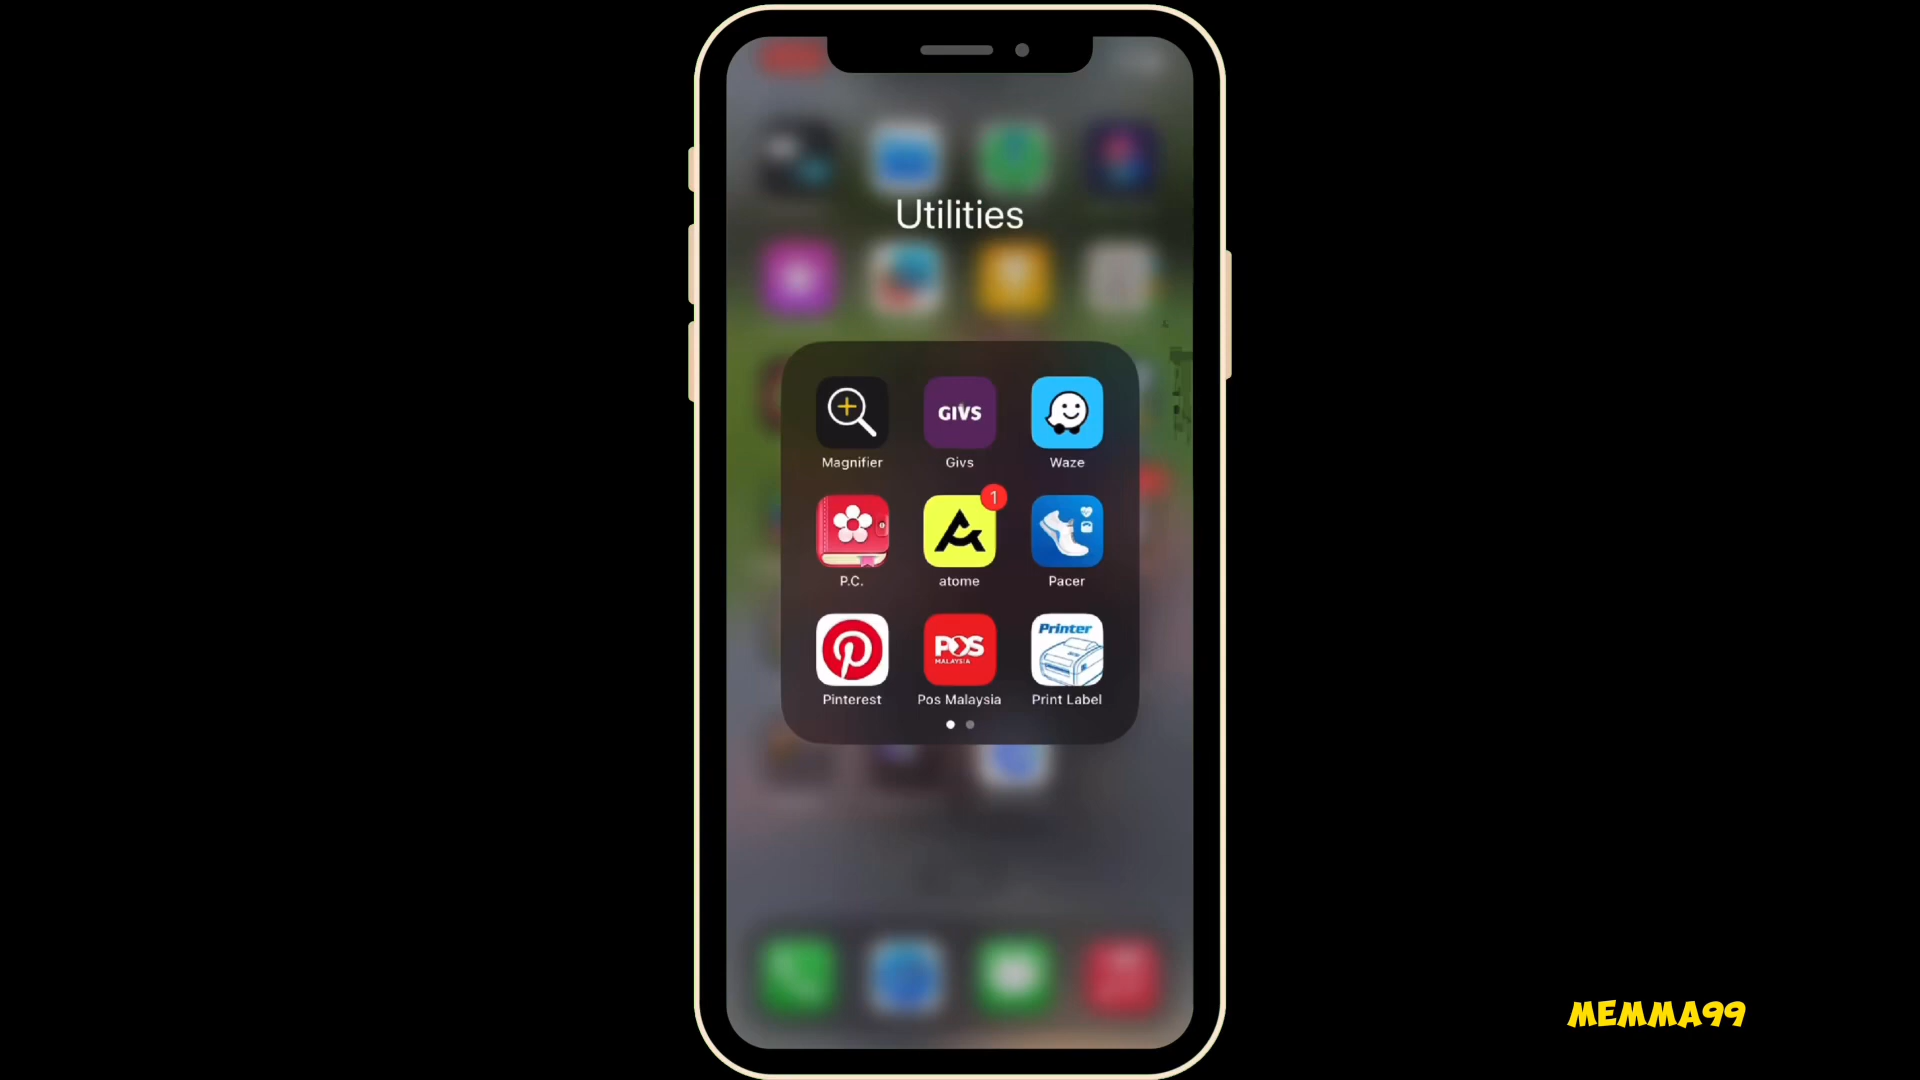 Utilities
GIVS
Magnifier
Givs
Waze
1
P.C.
atome
Pacer
POS
MALAYSIA
Printer
Pinterest
Pos Malaysia
Print Label
MEMMA99